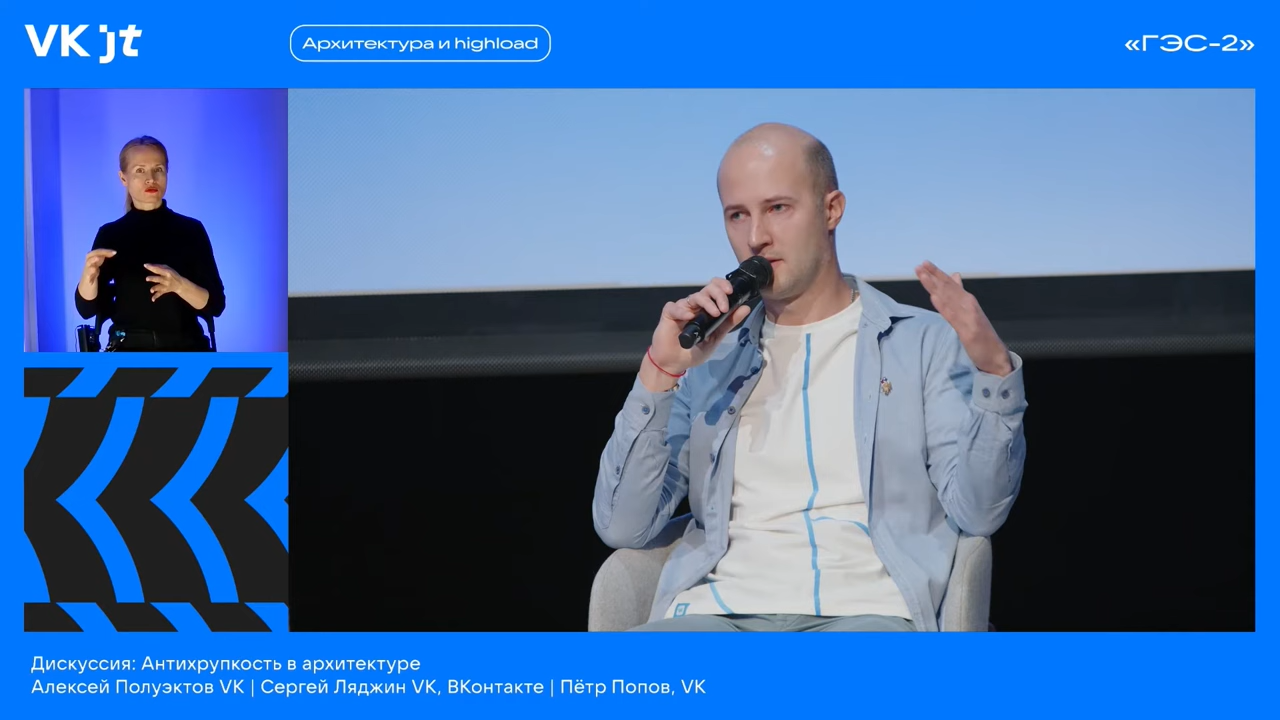 VK jt
Архитектура и highload
«ГЭС-2»
Дискуссия: Антихрупкость в архитектуре
Алексей Полуэктов VK | Сергей Ляджин VK, ВКонтакте | Пётр Попов, VK